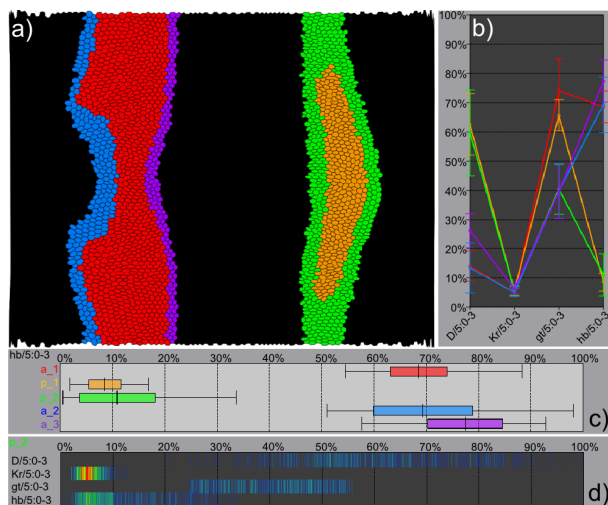 a)
b)
100%
90%
80%
70%
60%
50%
40%
30%
20%
10%
0%
D/5:0-3 Kr/5:0-3 gt/5:0-3 hb/5:0-3
hb/5:0-3
0% 10% 20% 30% 40% 50% 60% 70% 80% 90% 100%
a_1
p_1
p_2
a_2
a_3
c)
p_2
0% 10% 20% 30% 40% 50% 60% 70% 80% 90% 100%
D/5:0-3
Kr/5:0-3
gt/5:0-3
hb/5:0-3
d)